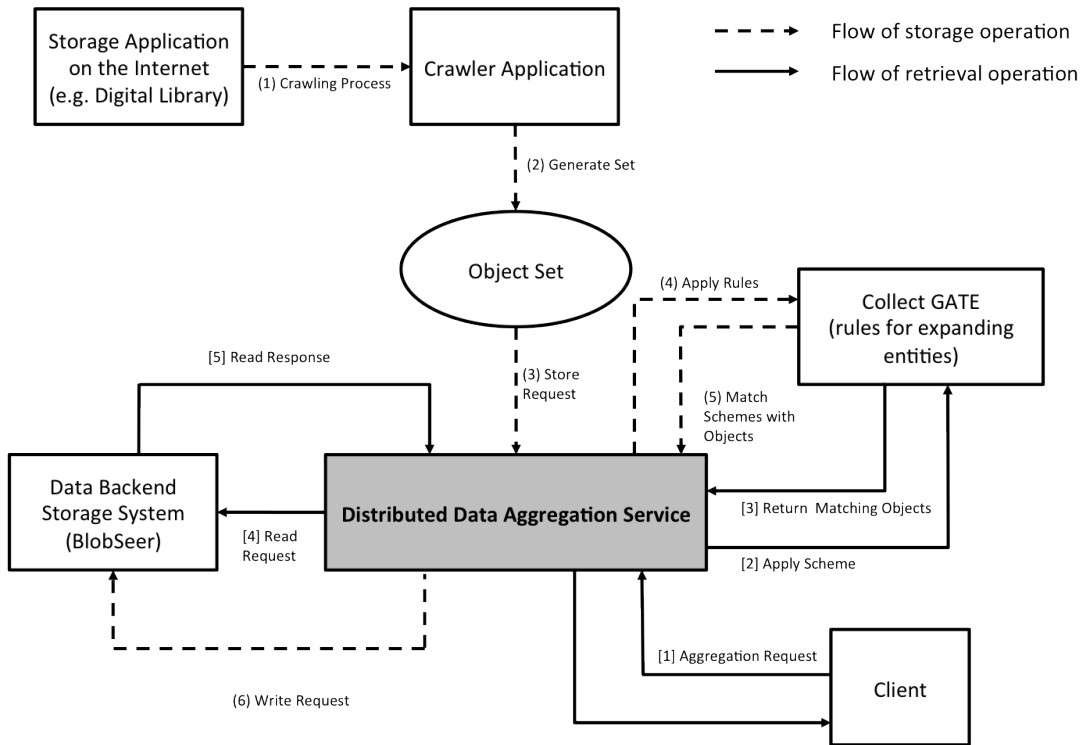 Storage Application
on the Internet
(e.g. Digital Library)
(1) Crawling Process
Crawler Application
Flow of storage operation
Flow of retrieval operation
(2) Generate Set
Object Set
(4) Apply Rules
Collect GATE
(rules for expanding
entities)
[5] Read Response
(3) Store
Request
(5) Match
Schemes with
Objects
Data Backend
Storage System
(BlobSeer)
Distributed Data Aggregation Service
[4] Read
Request
[3] Return  Matching Objects
[2] Apply Scheme
[1] Aggregation Request
(6) Write Request
Client